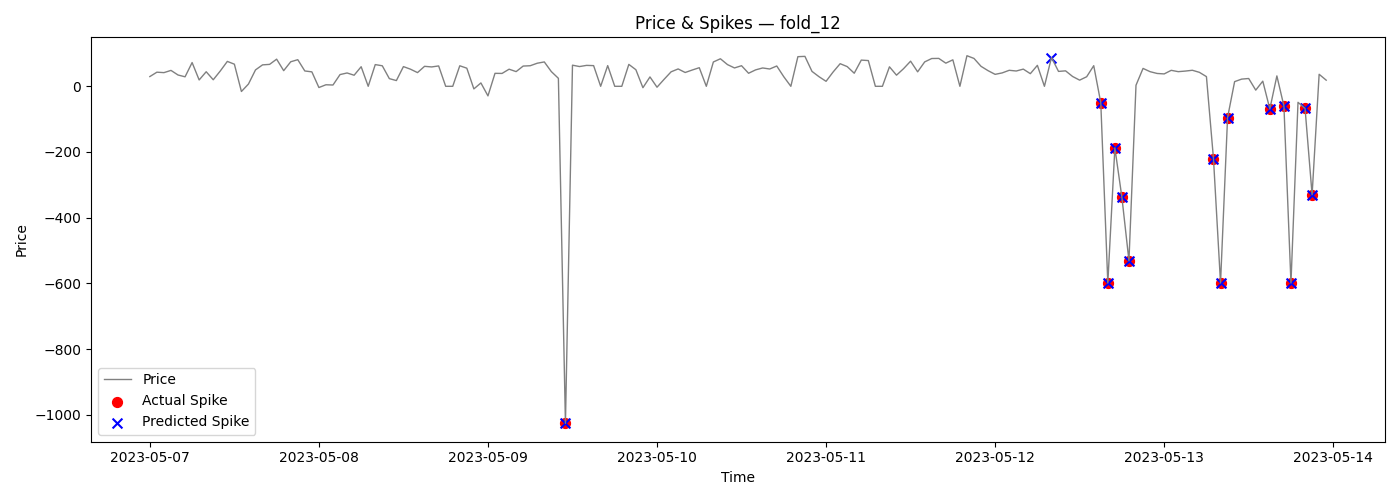 Price & Spikes — fold_12
Price
0
−200
−400
−600
−800
−1000
Price
Actual Spike
Predicted Spike
2023-05-07 2023-05-08 2023-05-09 2023-05-10 2023-05-11 2023-05-12 2023-05-13 2023-05-14
Time